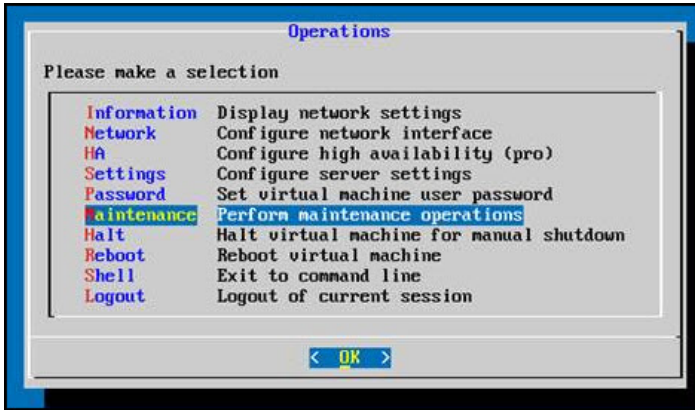 Operations
Please make a selection
Information Display network settings
Network Configure network interface
HA Configure high availability (pro)
Settings Configure server settings
Password Set virtual machine user password
Maintenance Perform maintenance operations
Halt Halt virtual machine for manual shutdown
Reboot Reboot virtual machine
Shell Exit to command line
Logout Logout of current session
< OK >